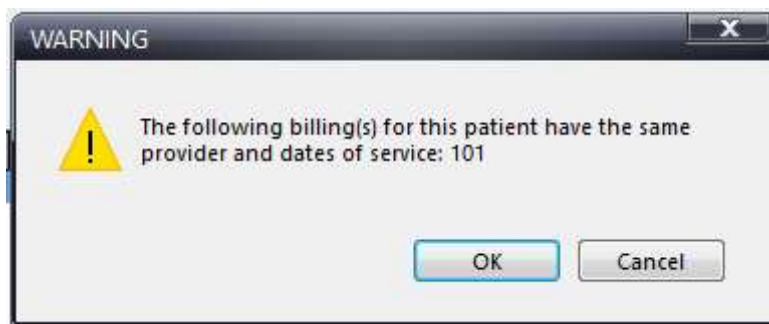 WARNING
The following billing(s) for this patient have the same
provider and dates of service: 101
OK
Cancel